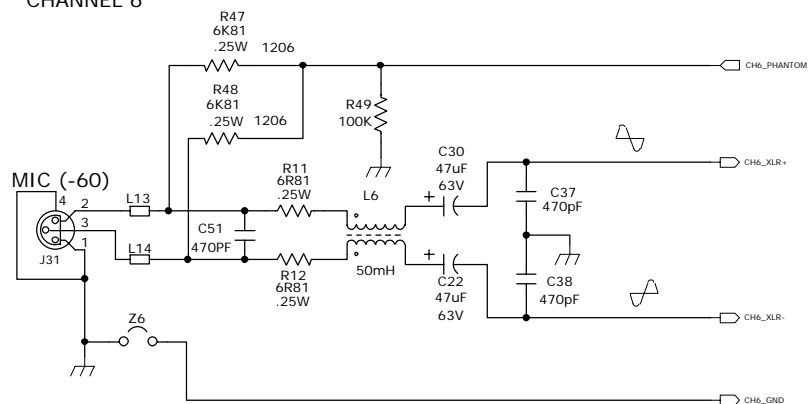 CHANNEL 6
R47
6K81
.25W 1206
CH6_PHANTOM
R48
6K81
.25W 1206
R49
100K
C30
47uF
63V
CH6_XLR+
MIC (-60)
R11
6R81
.25W
L6
L13
4
2
C37
470pF
3
C51
470PF
1
L14
J31
R12
6R81
.25W
50mH
C22
47uF
63V
C38
470pF
Z6
CH6_XLR-
CH6_GND
+
+